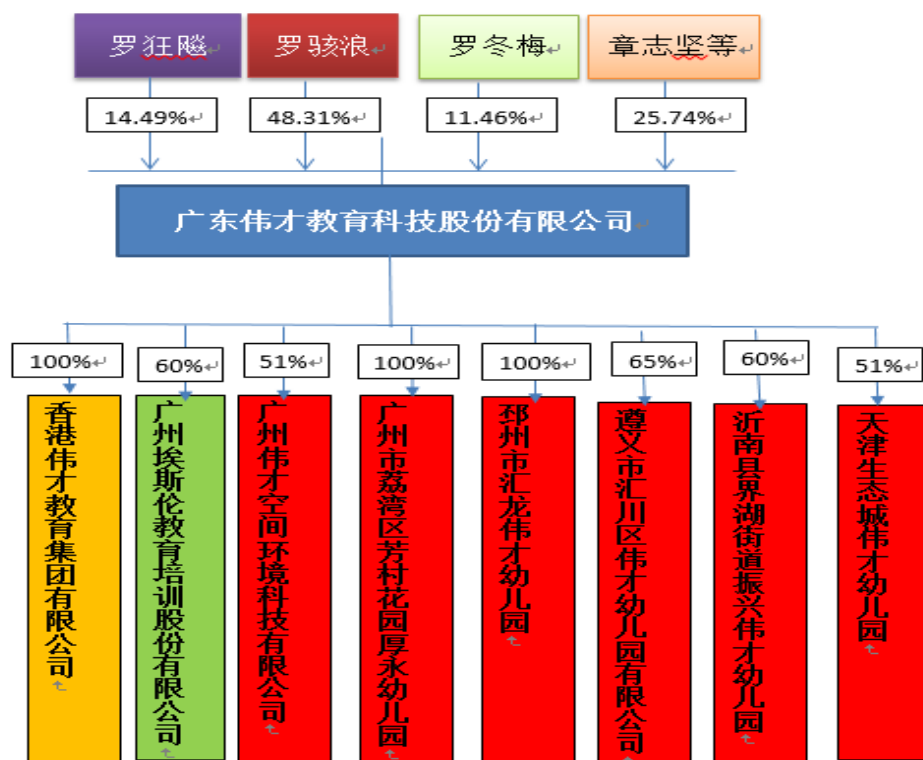 罗狂飚
罗骇浪
罗冬梅
章志坚等
14.49%
48.31%
11.46%
25.74%
广东伟才教育科技股份有限公司
100%
60%
51%
100%
100%
65%
60%
51%
香港伟才教育集团有限公司
广州埃斯伦教育培训股份有限公司
广州伟才空间环境科技有限公司
广州市荔湾区芳村花园厚永幼儿园
邳州市汇龙伟才幼儿园
遵义市汇川区伟才幼儿园有限公司
沂南县界湖街道振兴伟才幼儿园
天津生态城伟才幼儿园